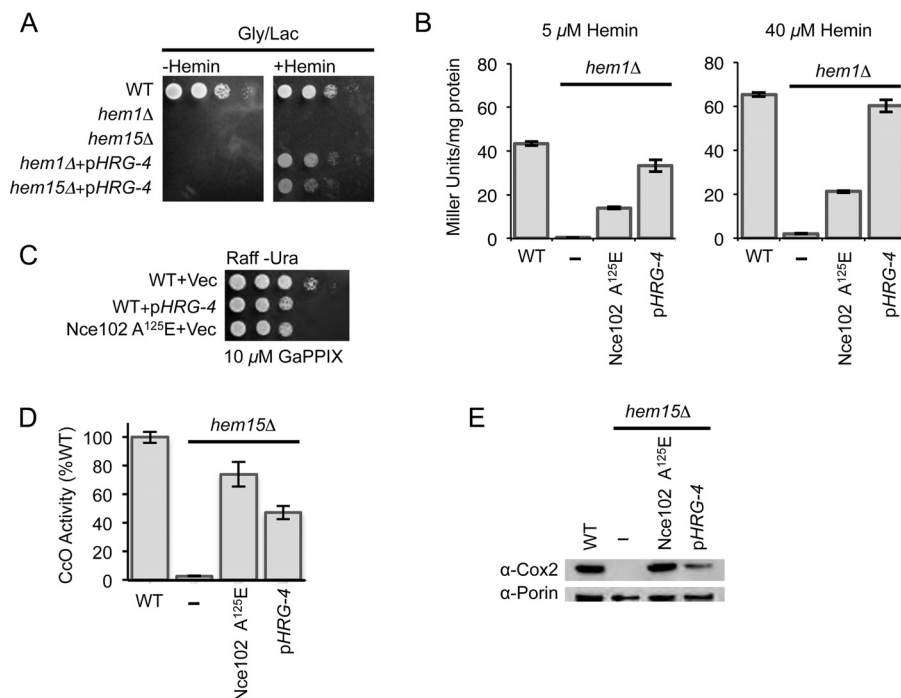 A
Gly/Lac
-Hemin +Hemin
WT
hem1Δ
hem15Δ
hem1Δ+pHRG-4
hem15Δ+pHRG-4
B
5 µM Hemin
hem1Δ
Miller Units/mg protein
80
60
40
20
0
WT
–
Nce102 A¹²⁵E
pHRG-4
40 µM Hemin
hem1Δ
80
60
40
20
0
WT
–
Nce102 A¹²⁵E
pHRG-4
C
Raff -Ura
WT+Vec
WT+pHRG-4
Nce102 A¹²⁵E+Vec
10 µM GaPPIX
D
hem15Δ
CcO Activity (%WT)
100
80
60
40
20
0
WT
–
Nce102 A¹²⁵E
pHRG-4
E
hem15Δ
WT
–
Nce102 A¹²⁵E
pHRG-4
α-Cox2
α-Porin